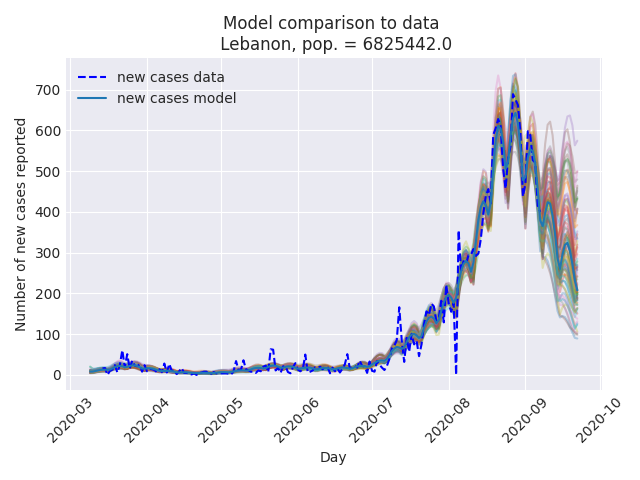 Model comparison to data
Lebanon, pop. = 6825442.0
new cases data
new cases model
Number of new cases reported
700
600
500
400
300
200
100
0
2020-03
2020-04
2020-05
2020-06
2020-07
2020-08
2020-09
2020-10
Day